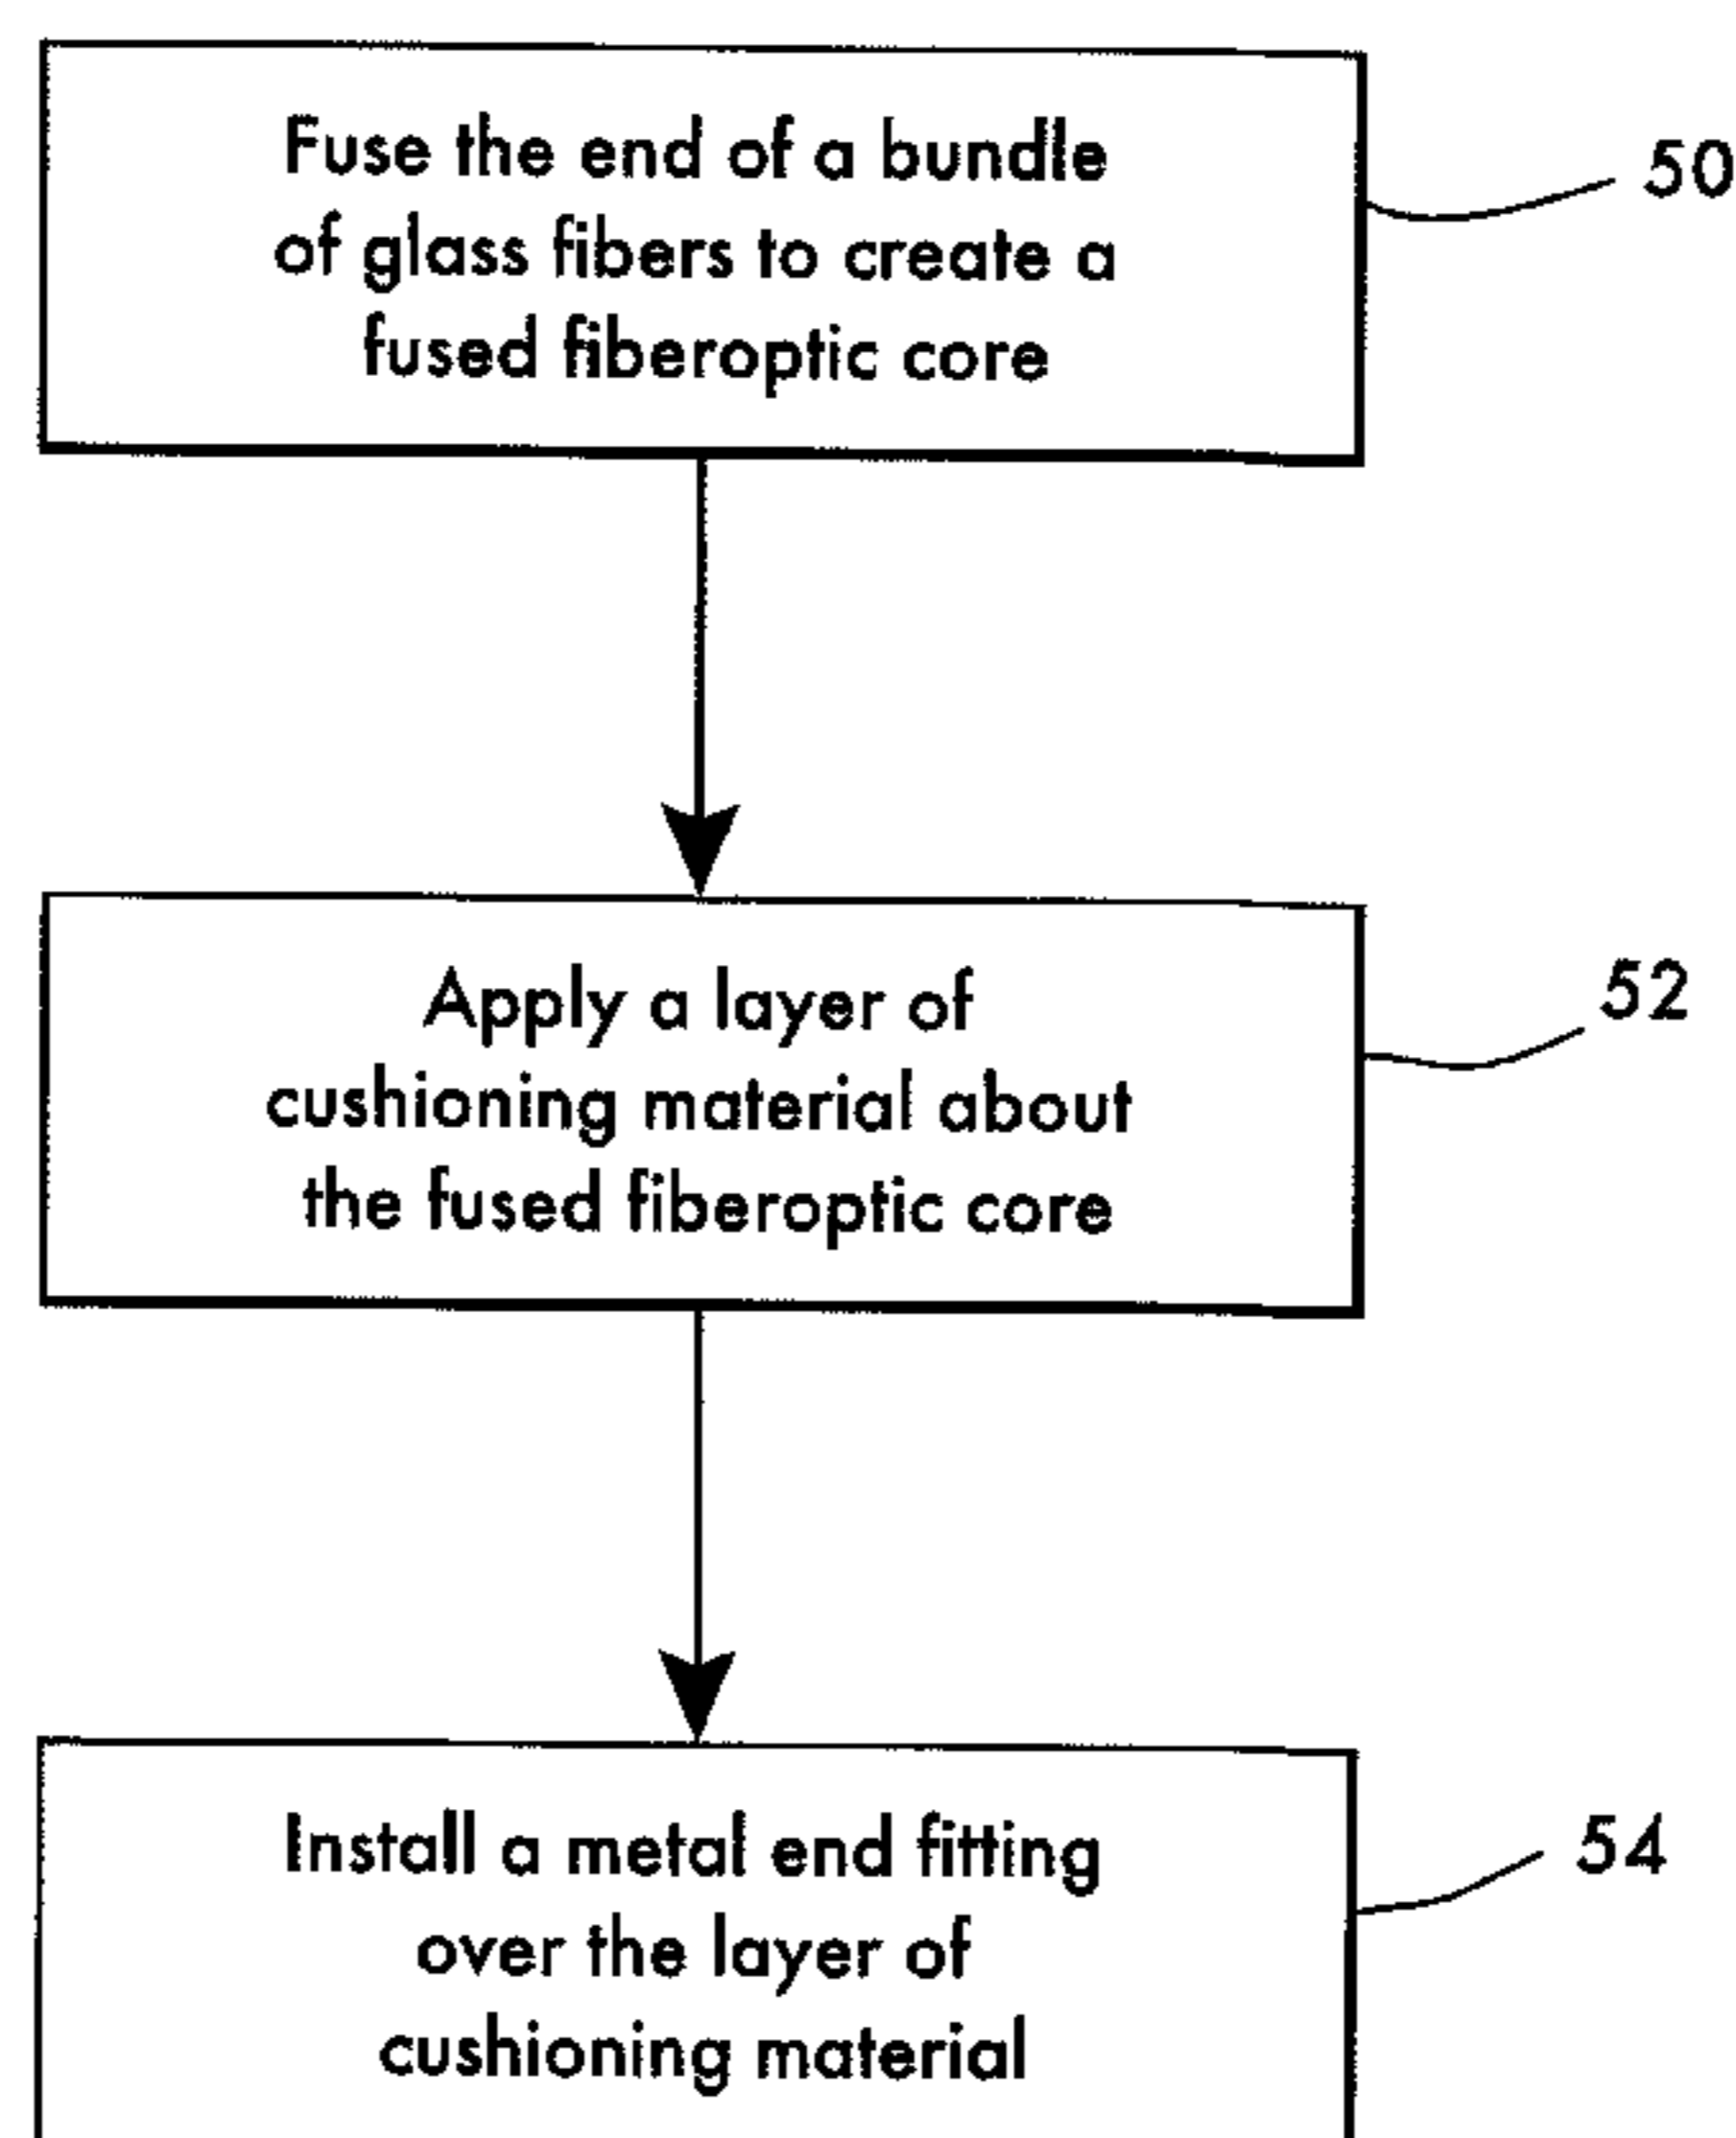 Fuse the end of a bundle
of glass fibers to create a
fused fiberoptic core
50
Apply a layer of
cushioning material about
the fused fiberoptic core
52
Install a metal end fitting
over the layer of
cushioning material
54